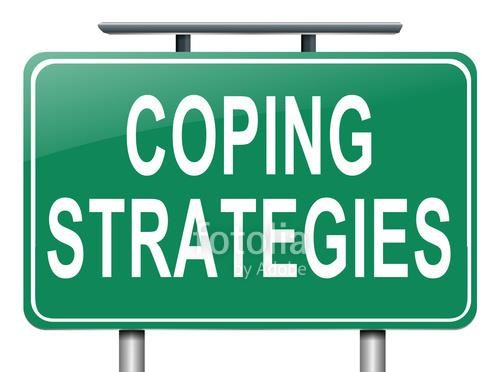 COPING
STRATEGIES
fotolia
by Adobe